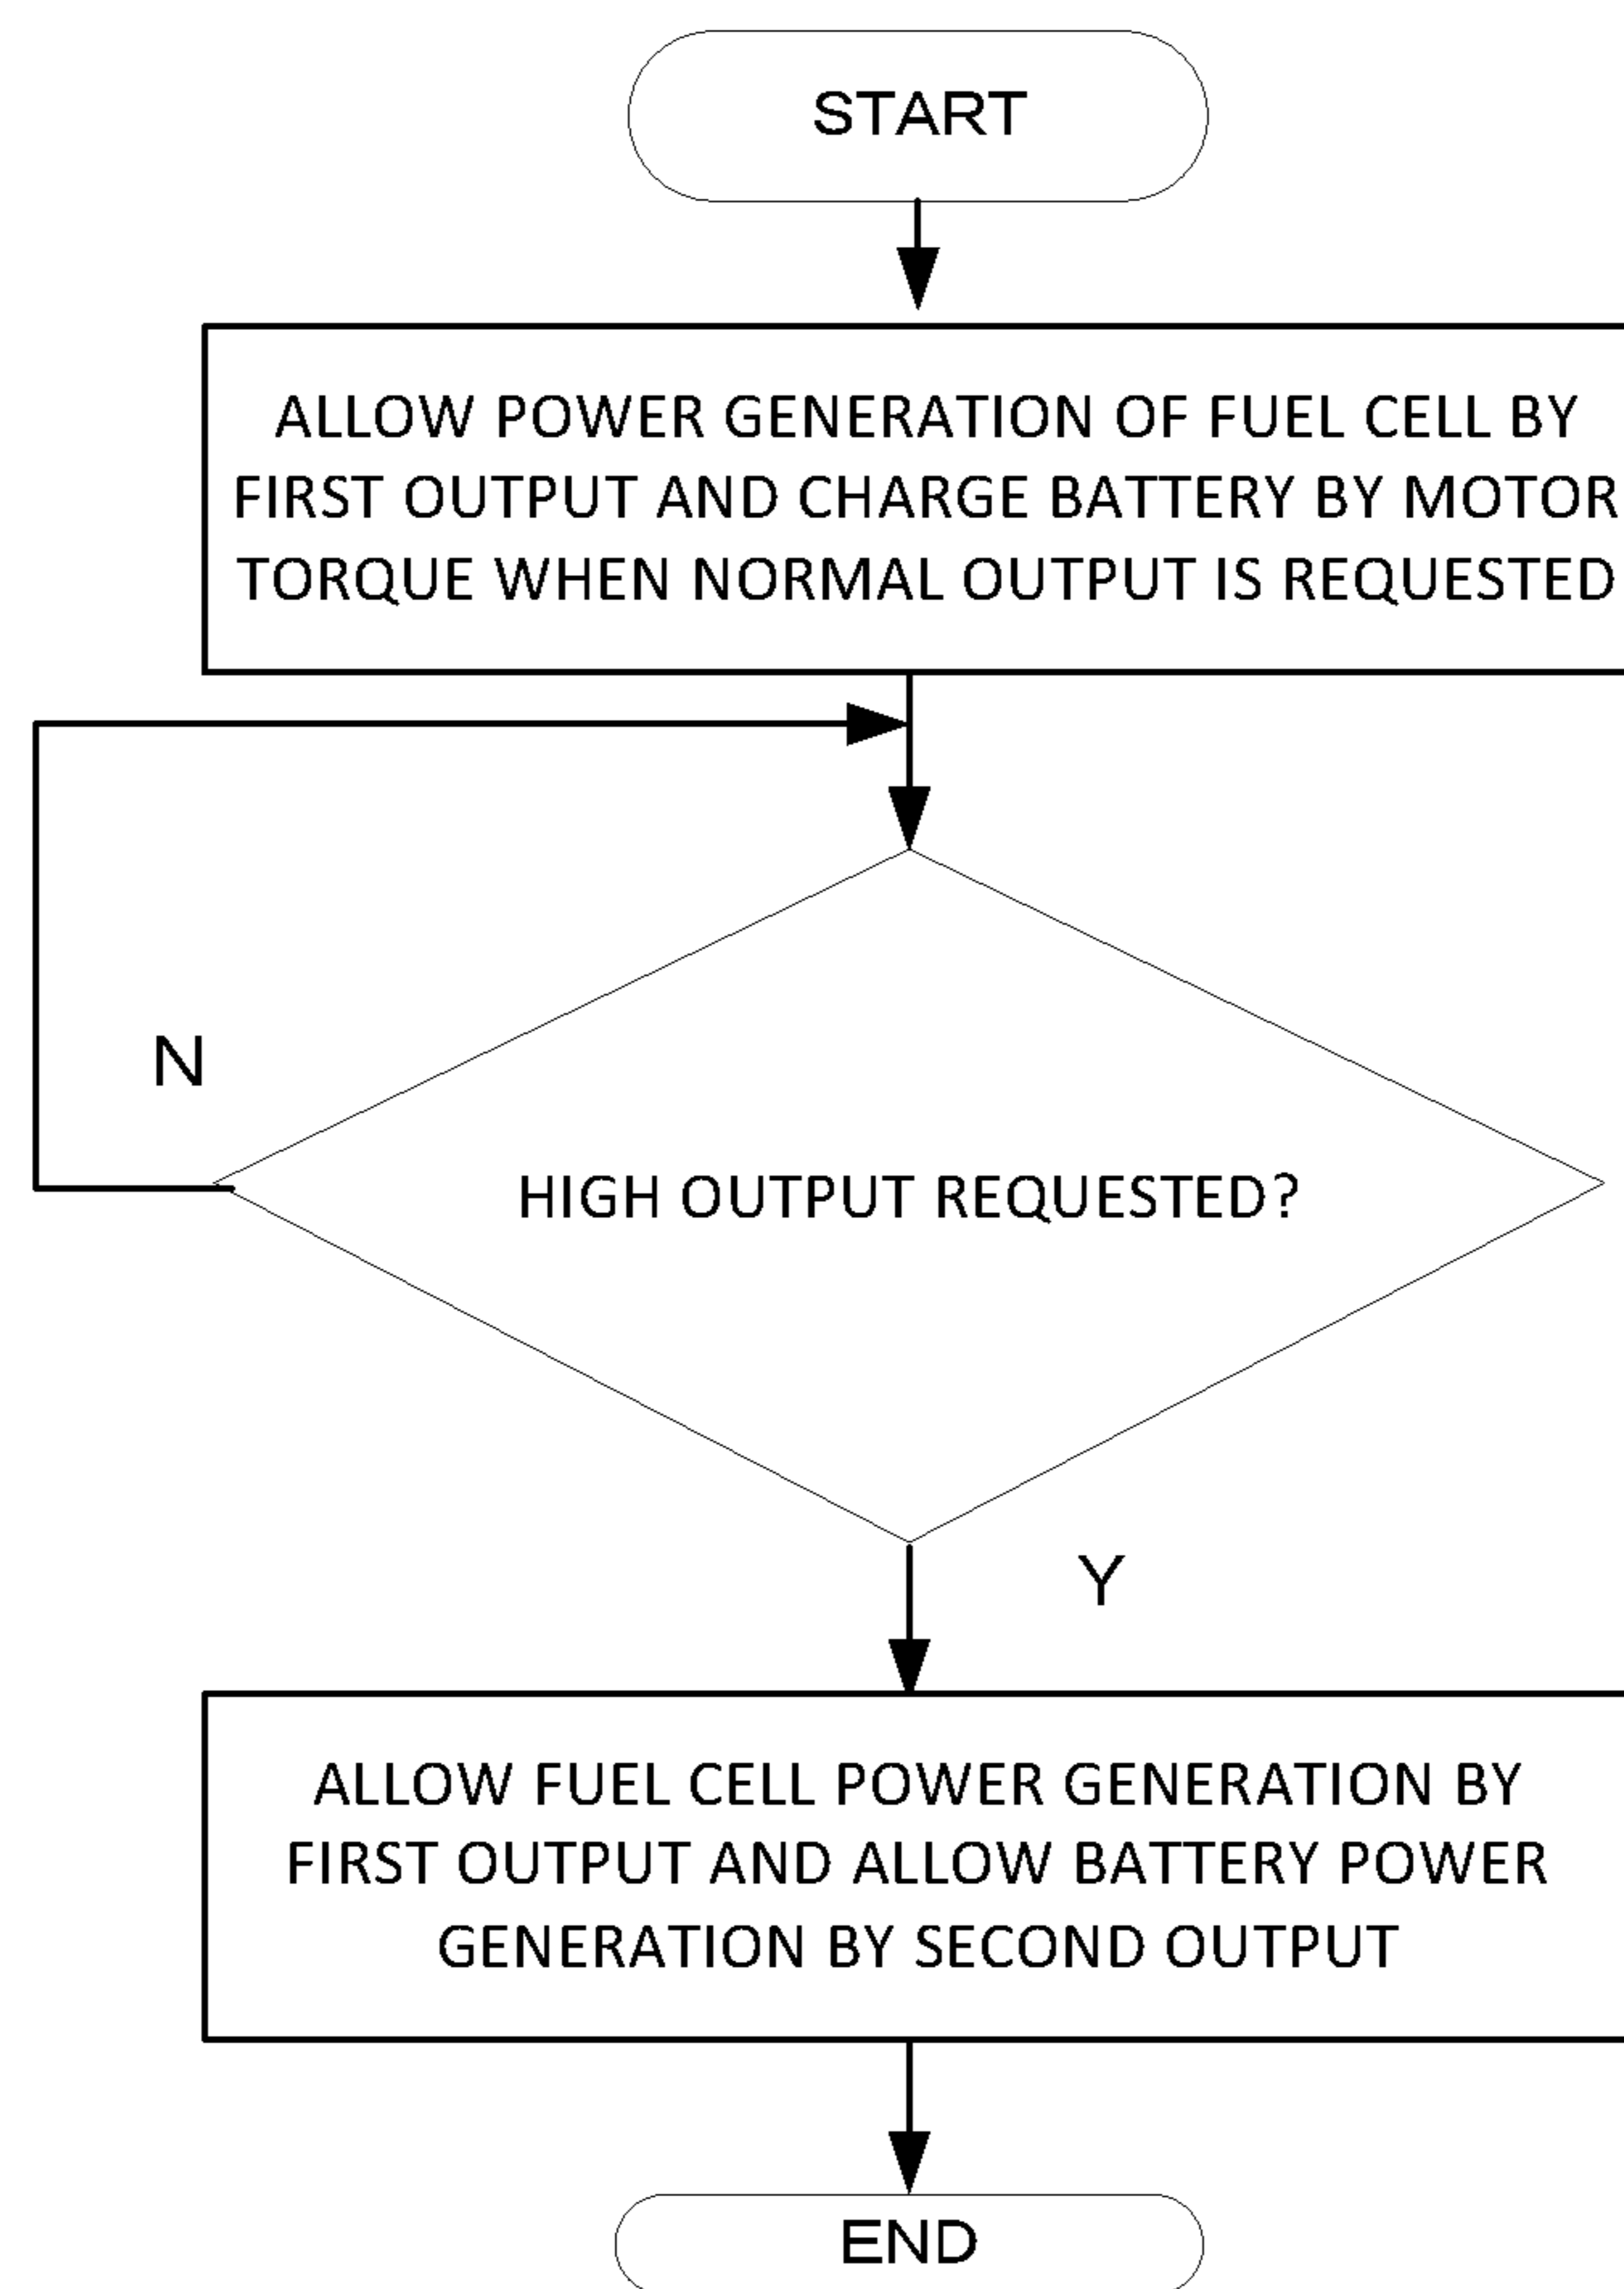 START
ALLOW POWER GENERATION OF FUEL CELL BY
FIRST OUTPUT AND CHARGE BATTERY BY MOTOR
TORQUE WHEN NORMAL OUTPUT IS REQUESTED
N
HIGH OUTPUT REQUESTED?
Y
ALLOW FUEL CELL POWER GENERATION BY
FIRST OUTPUT AND ALLOW BATTERY POWER
GENERATION BY SECOND OUTPUT
END